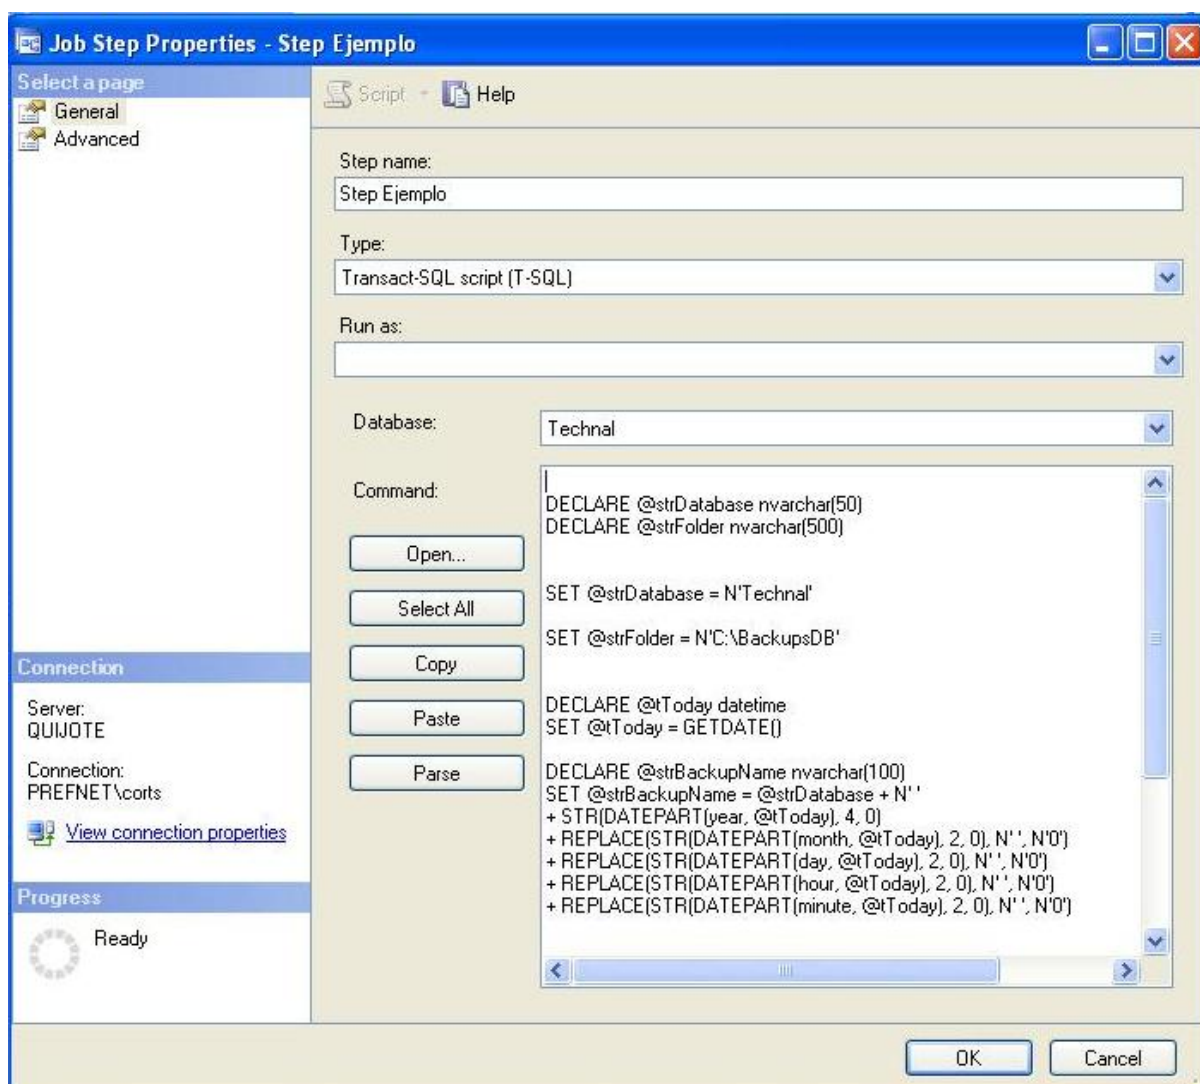 Job Step Properties - Step Ejemplo
Select a page
General
Advanced
Script
Help
Step name:
Step Ejemplo
Type:
Transact-SQL script (T-SQL)
Run as:
Database:
Technal
Command:
Open...
Select All
Copy
Paste
Parse
DECLARE @strDatabase nvarchar(50)
DECLARE @strFolder nvarchar(500)
SET @strDatabase = N'Technal'
SET @strFolder = N'C:\BackupsDB'
DECLARE @tToday datetime
SET @tToday = GETDATE()
DECLARE @strBackupName nvarchar(100)
SET @strBackupName = @strDatabase + N' '
+ STR(DATEPART(year, @tToday), 4, 0)
+ REPLACE(STR(DATEPART(month, @tToday), 2, 0), N' ', N'0')
+ REPLACE(STR(DATEPART(day, @tToday), 2, 0), N' ', N'0')
+ REPLACE(STR(DATEPART(hour, @tToday), 2, 0), N' ', N'0')
+ REPLACE(STR(DATEPART(minute, @tToday), 2, 0), N' ', N'0')
Connection
Server:
QUIJOTE
Connection:
PREFNET\corts
View connection properties
Progress
Ready
OK
Cancel